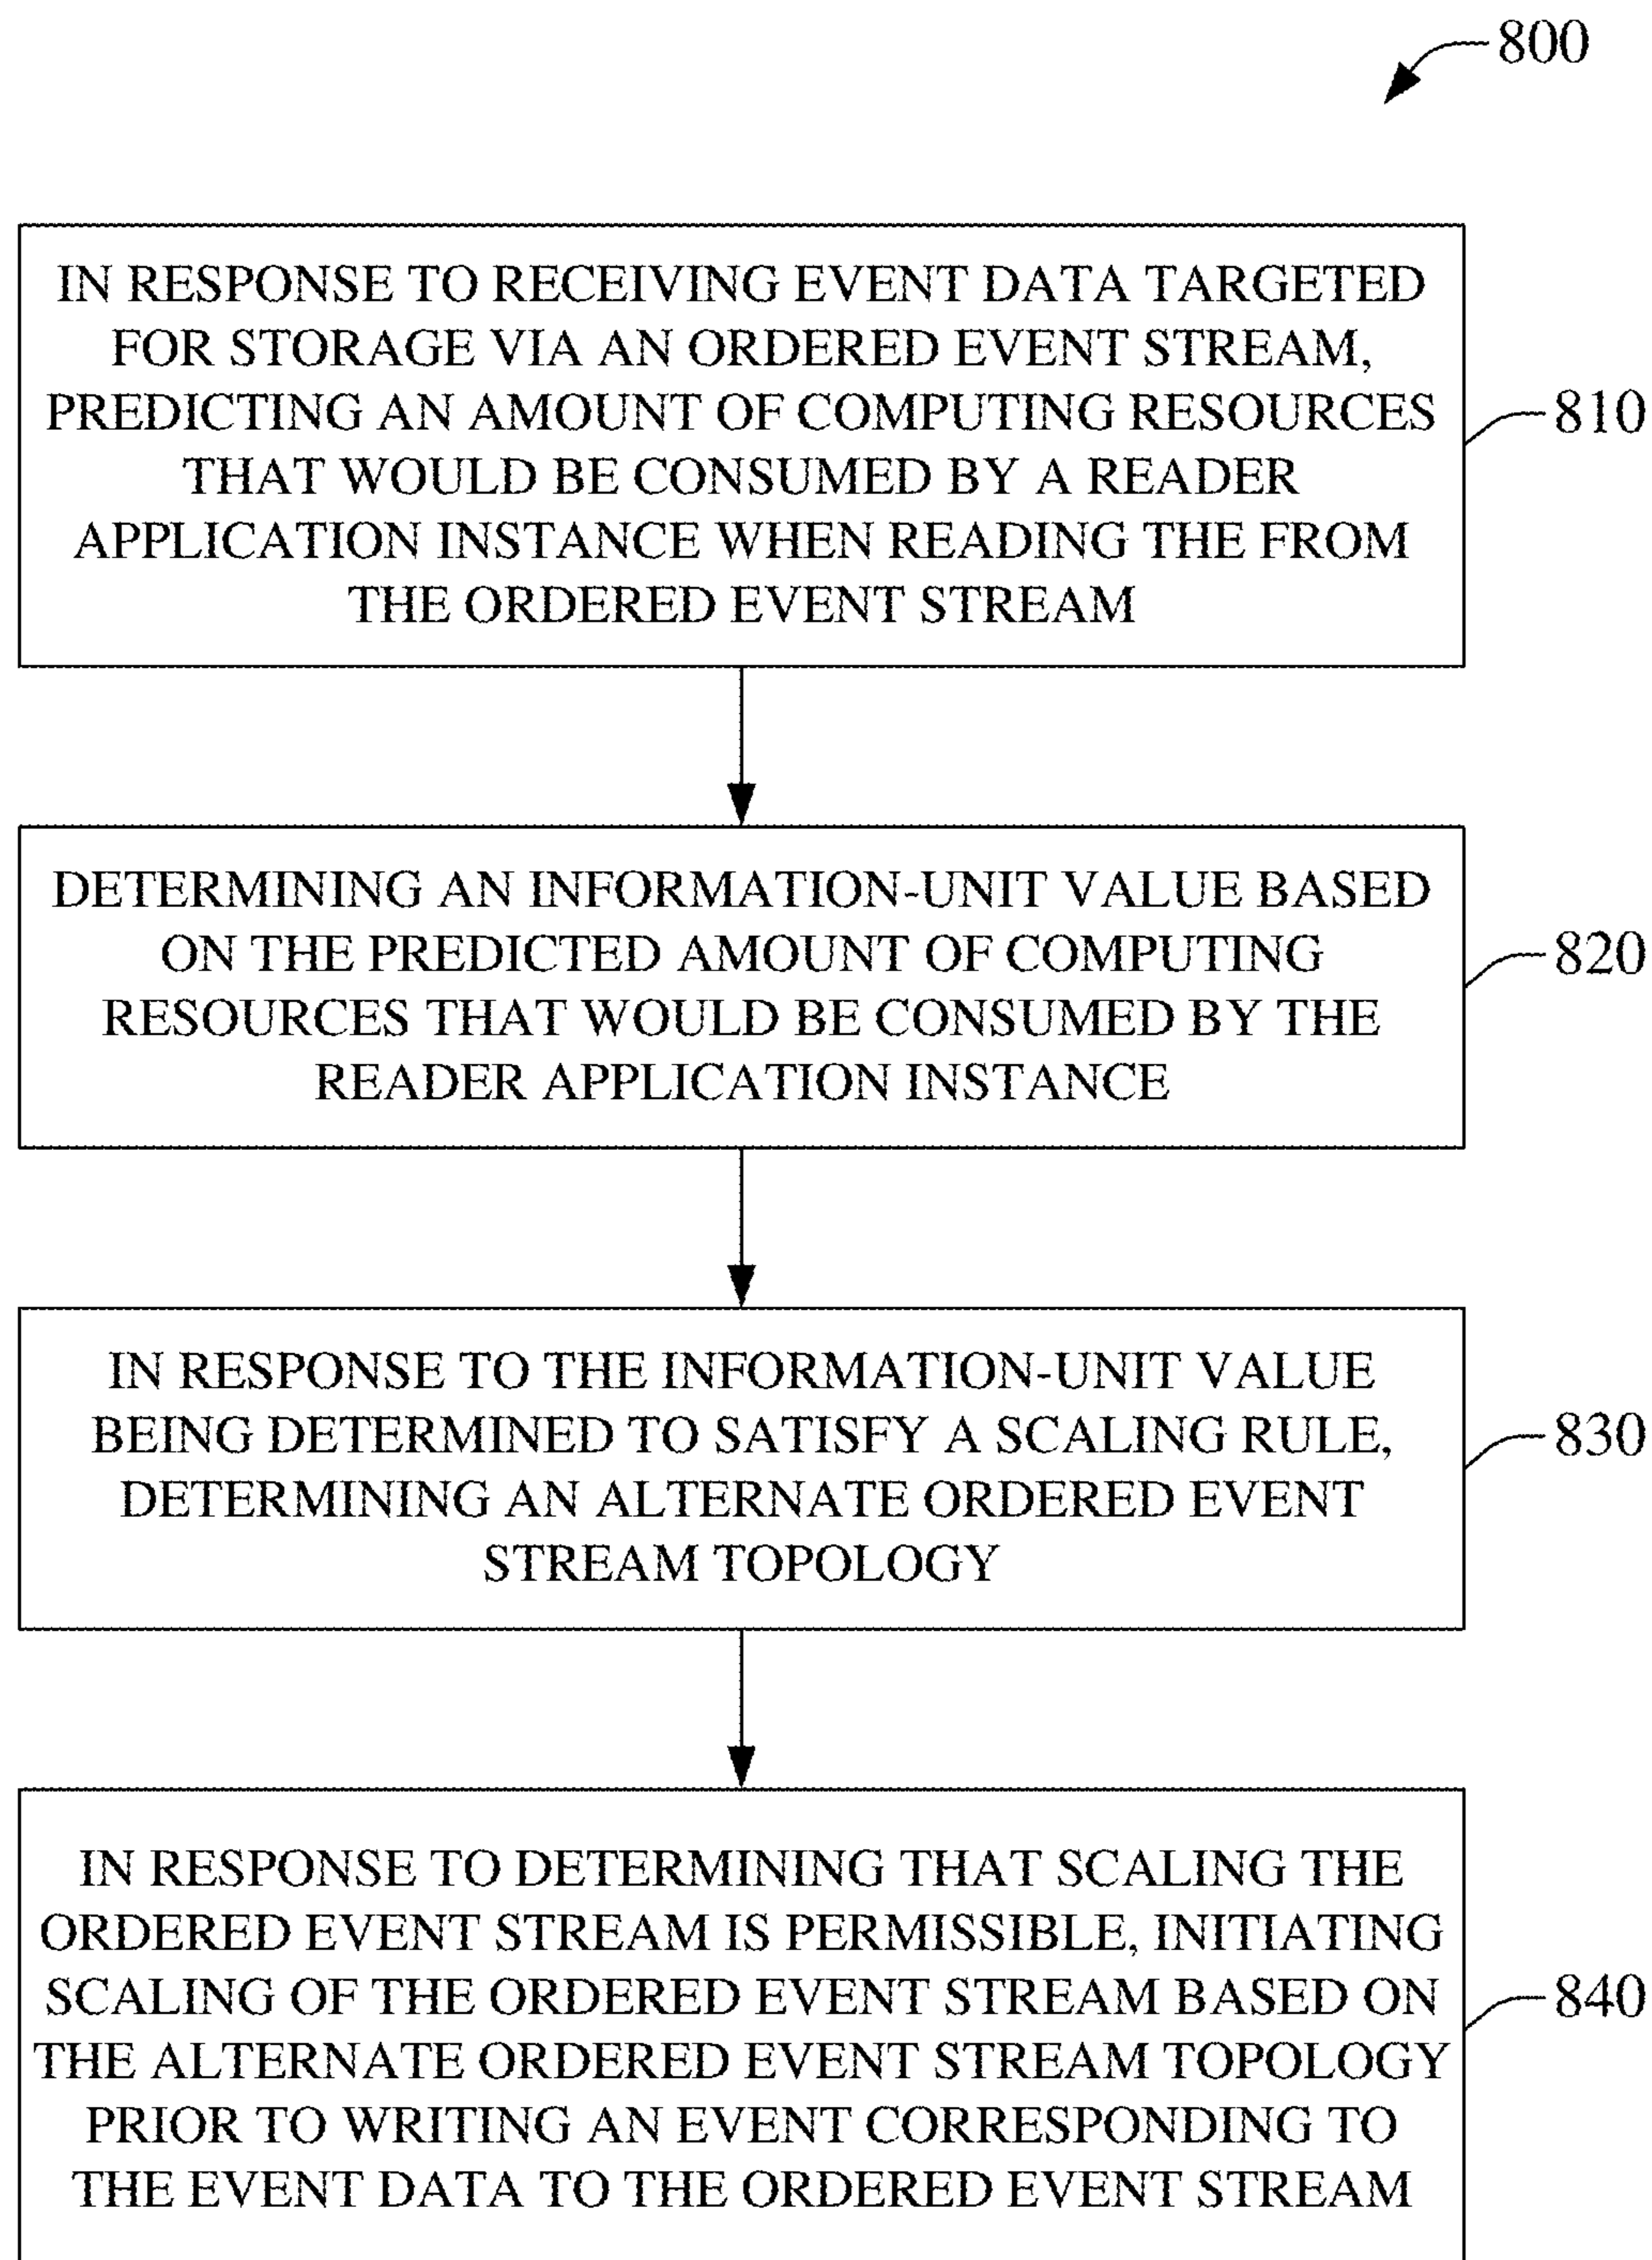 800
IN RESPONSE TO RECEIVING EVENT DATA TARGETED
FOR STORAGE VIA AN ORDERED EVENT STREAM,
PREDICTING AN AMOUNT OF COMPUTING RESOURCES
THAT WOULD BE CONSUMED BY A READER
APPLICATION INSTANCE WHEN READING THE FROM
THE ORDERED EVENT STREAM
810
DETERMINING AN INFORMATION-UNIT VALUE BASED
ON THE PREDICTED AMOUNT OF COMPUTING
RESOURCES THAT WOULD BE CONSUMED BY THE
READER APPLICATION INSTANCE
820
IN RESPONSE TO THE INFORMATION-UNIT VALUE
BEING DETERMINED TO SATISFY A SCALING RULE,
DETERMINING AN ALTERNATE ORDERED EVENT
STREAM TOPOLOGY
830
IN RESPONSE TO DETERMINING THAT SCALING THE
ORDERED EVENT STREAM IS PERMISSIBLE, INITIATING
SCALING OF THE ORDERED EVENT STREAM BASED ON
THE ALTERNATE ORDERED EVENT STREAM TOPOLOGY
PRIOR TO WRITING AN EVENT CORRESPONDING TO
THE EVENT DATA TO THE ORDERED EVENT STREAM
840